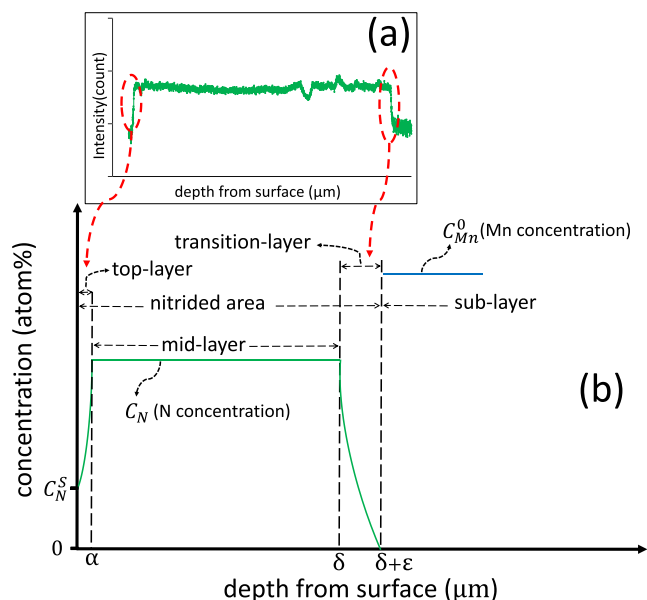 (a)
Intensity(count)
depth from surface (μm)
transition-layer
C⁰Mn (Mn concentration)
top-layer
nitrided area
sub-layer
mid-layer
(b)
CN (N concentration)
concentration (atom%)
CSN
0
α
δ
δ+ε
depth from surface (μm)